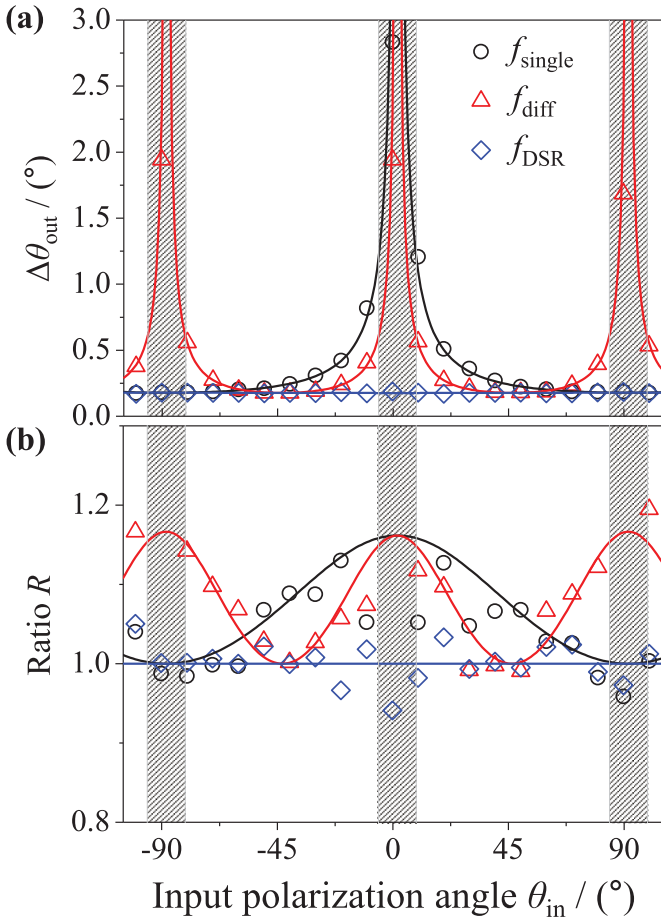 (a)
3.0
2.5
2.0
1.5
1.0
0.5
0.0
Δθout / (°)
fsingle
fdiff
fDSR
(b)
1.2
1.0
0.8
Ratio R
-90 -45 0 45 90
Input polarization angle θin / (°)